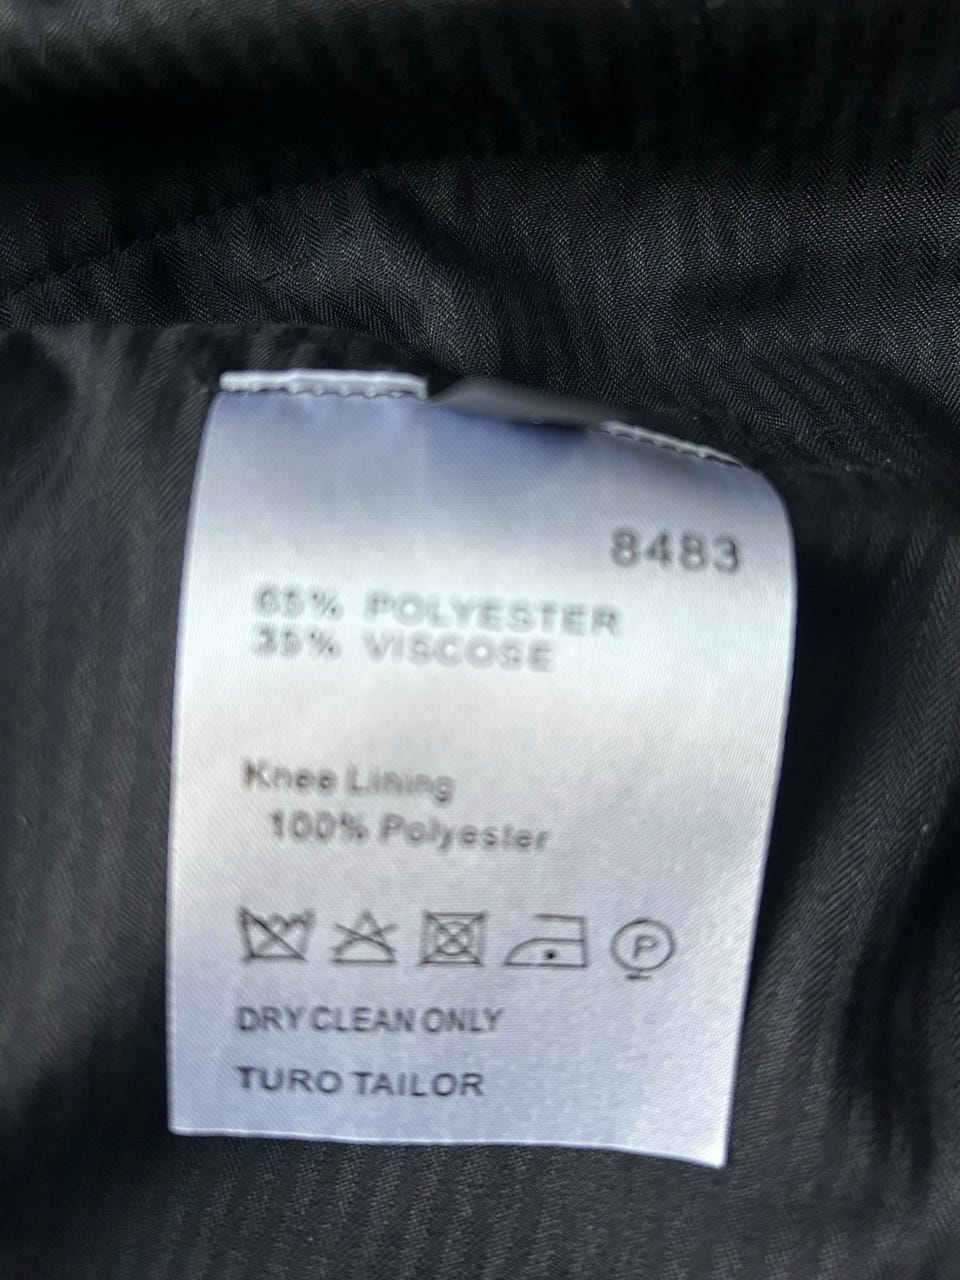 8483
65% POLYESTER
35% VISCOSE
Knee Lining
100% Polyester
P
DRY CLEAN ONLY
TURO TAILOR